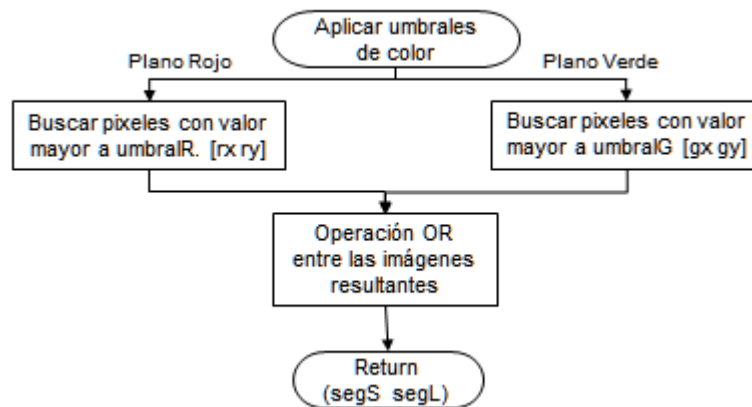 Aplicar umbrales
de color
Plano Rojo
Plano Verde
Buscar pixeles con valor
mayor a umbralR. [rx ry]
Buscar pixeles con valor
mayor a umbralG [gx gy]
Operación OR
entre las imágenes
resultantes
Return
(segS segL)